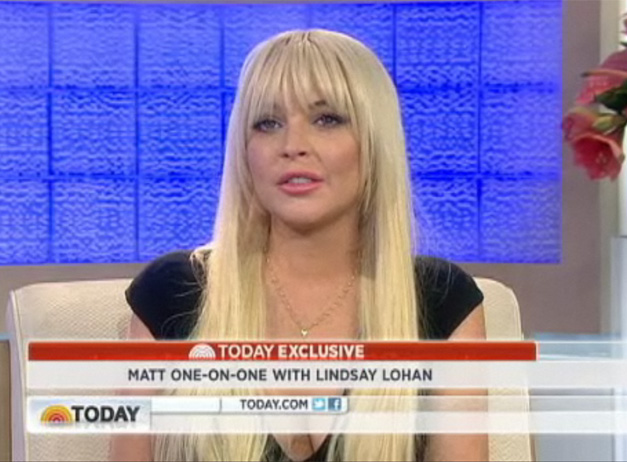 TODAY EXCLUSIVE
MATT ONE-ON-ONE WITH LINDSAY LOHAN
TODAY TODAY.COM